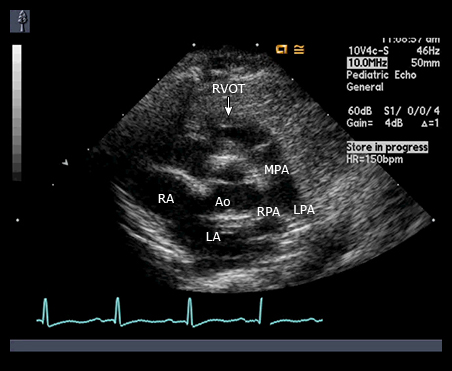 11:08:57 am
10V4c-S 46Hz
10.0MHz 50mm
Pediatric Echo
General
60dB S1/ 0/0/4
Gain= 4dB Δ=1
Store in progress
HR=150bpm
RVOT
MPA
RA
Ao
RPA
LPA
LA